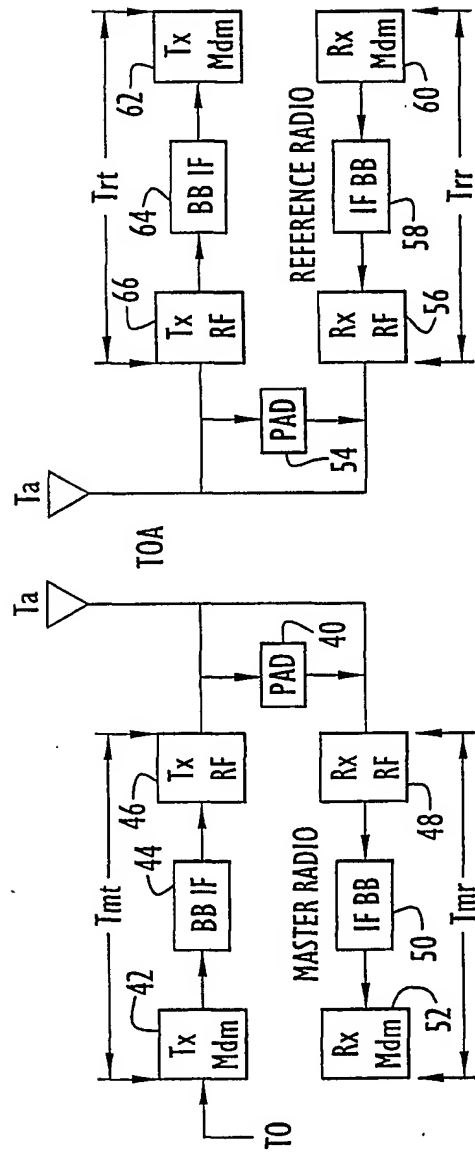 Tmt
Ta
Ta
Trt
42
44
46
66
64
62
Tx
Mdm
BB IF
Tx
RF
Tx
RF
BB IF
Tx
Mdm
TO
PAD
40
TOA
PAD
54
MASTER RADIO
REFERENCE RADIO
Rx
Mdm
IF BB
Rx
RF
Rx
RF
IF BB
Rx
Mdm
52
50
48
56
58
60
Tmr
Trr